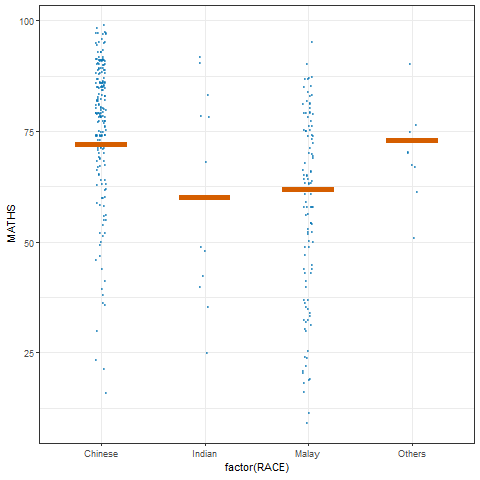 100
75
50
25
MATHS
Chinese
Indian
Malay
Others
factor(RACE)